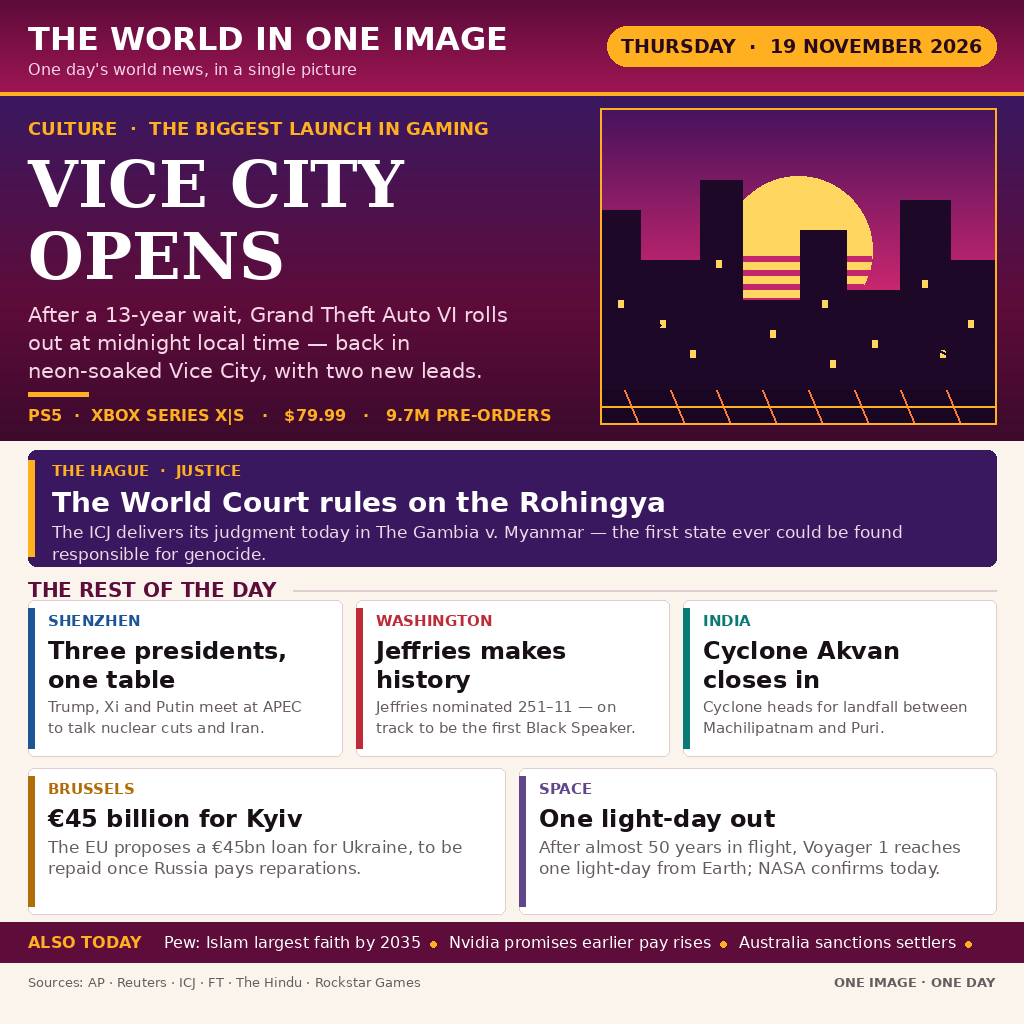 THE WORLD IN ONE IMAGE
One day's world news, in a single picture
THURSDAY · 19 NOVEMBER 2026
CULTURE · THE BIGGEST LAUNCH IN GAMING
VICE CITY
OPENS
After a 13-year wait, Grand Theft Auto VI rolls
out at midnight local time — back in
neon-soaked Vice City, with two new leads.
PS5 · XBOX SERIES X|S · $79.99 · 9.7M PRE-ORDERS
THE HAGUE · JUSTICE
The World Court rules on the Rohingya
The ICJ delivers its judgment today in The Gambia v. Myanmar — the first state ever could be found
responsible for genocide.
THE REST OF THE DAY
SHENZHEN
Three presidents,
one table
Trump, Xi and Putin meet at APEC
to talk nuclear cuts and Iran.
WASHINGTON
Jeffries makes
history
Jeffries nominated 251–11 — on
track to be the first Black Speaker.
INDIA
Cyclone Akvan
closes in
Cyclone heads for landfall between
Machilipatnam and Puri.
BRUSSELS
€45 billion for Kyiv
The EU proposes a €45bn loan for Ukraine, to be
repaid once Russia pays reparations.
SPACE
One light-day out
After almost 50 years in flight, Voyager 1 reaches
one light-day from Earth; NASA confirms today.
ALSO TODAY Pew: Islam largest faith by 2035 ● Nvidia promises earlier pay rises ● Australia sanctions settlers ●
Sources: AP · Reuters · ICJ · FT · The Hindu · Rockstar Games
ONE IMAGE · ONE DAY